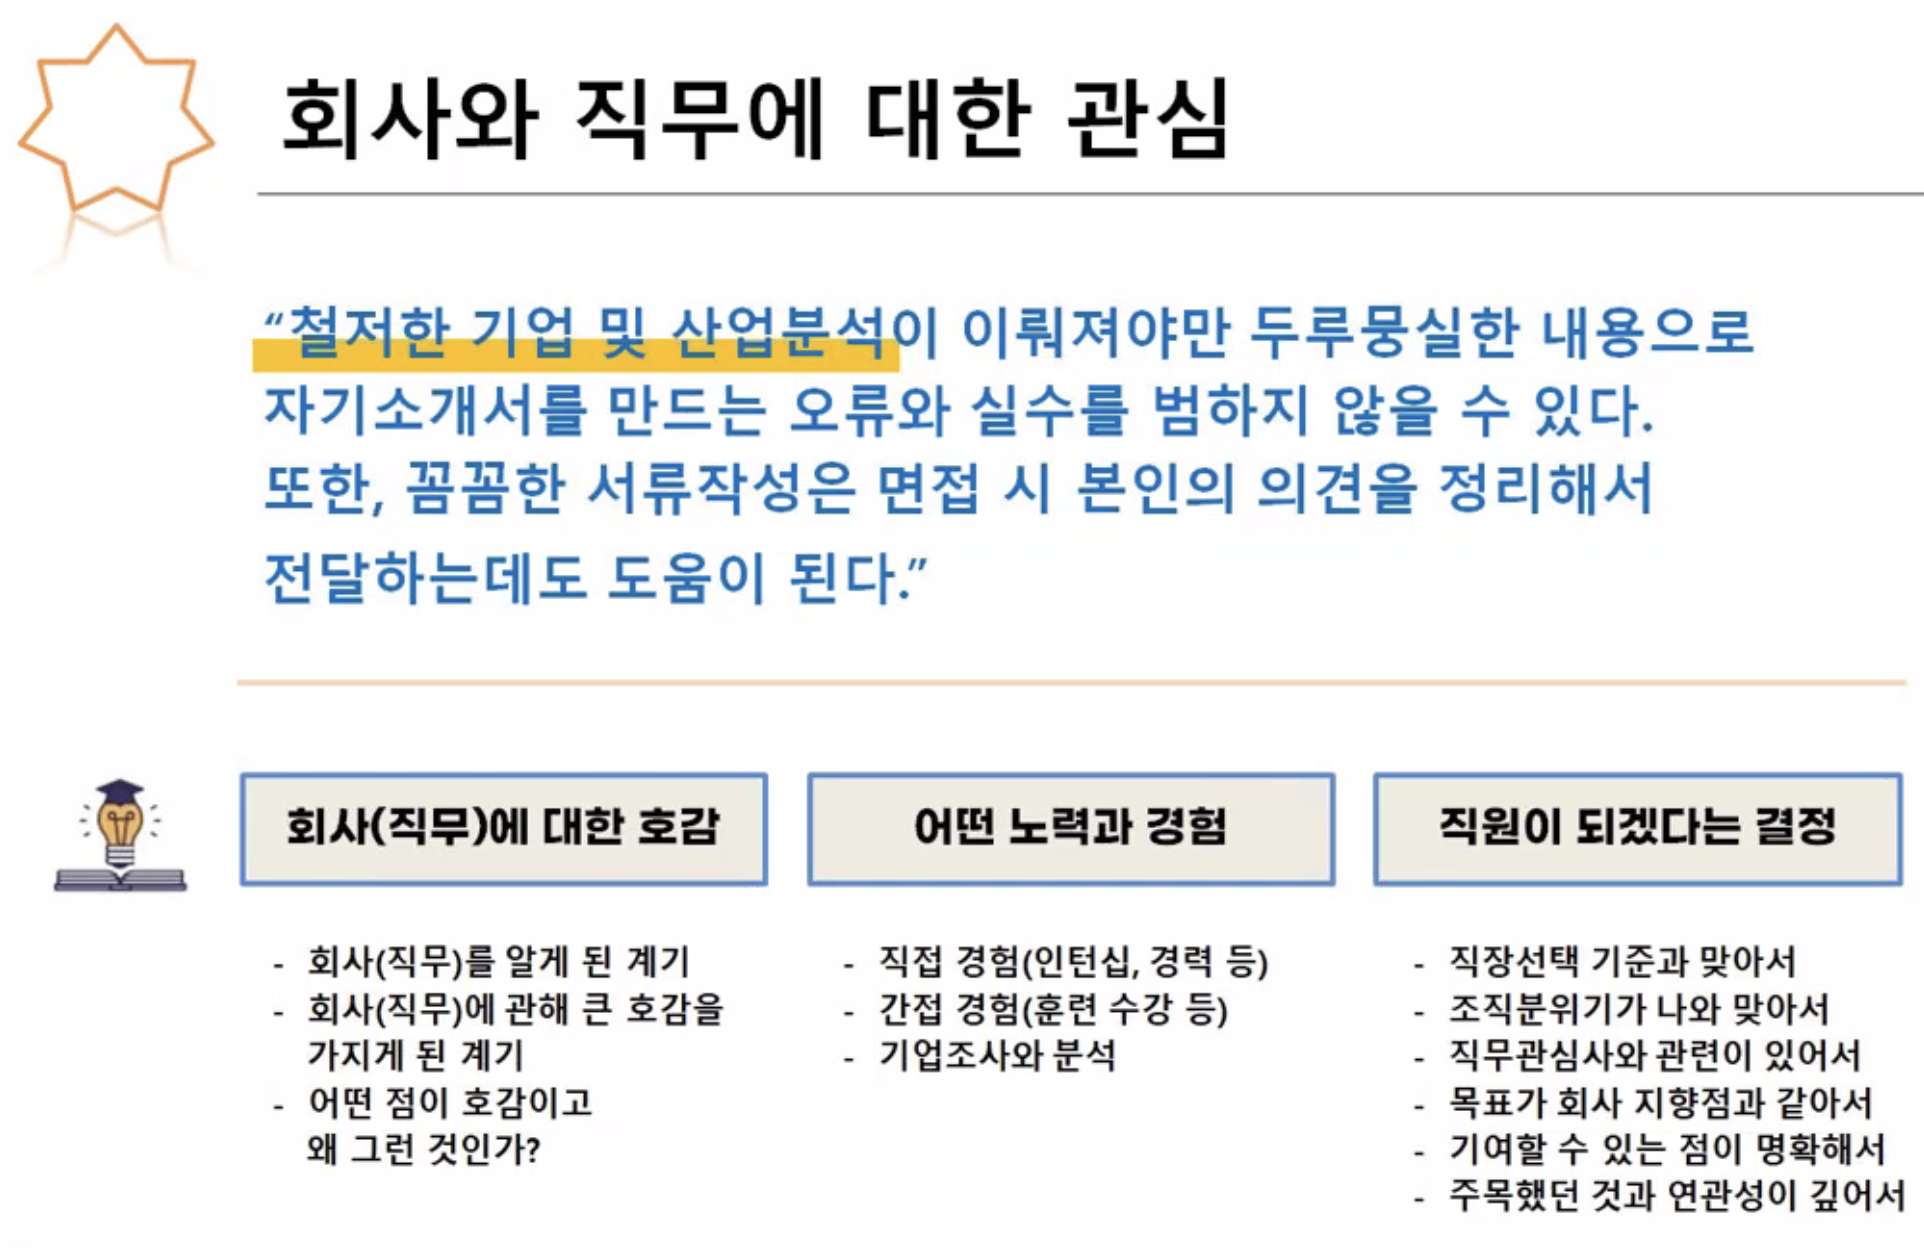 회사와 직무에 대한 관심
“철저한 기업 및 산업분석이 이뤄져야만 두루뭉실한 내용으로
자기소개서를 만드는 오류와 실수를 범하지 않을 수 있다.
또한, 꼼꼼한 서류작성은 면접 시 본인의 의견을 정리해서
전달하는데도 도움이 된다.”
회사(직무)에 대한 호감
- 회사(직무)를 알게 된 계기
- 회사(직무)에 관해 큰 호감을
가지게 된 계기
- 어떤 점이 호감이고
왜 그런 것인가?
어떤 노력과 경험
- 직접 경험(인턴십, 경력 등)
- 간접 경험(훈련 수강 등)
- 기업조사와 분석
직원이 되겠다는 결정
- 직장선택 기준과 맞아서
- 조직분위기가 나와 맞아서
- 직무관심사와 관련이 있어서
- 목표가 회사 지향점과 같아서
- 기여할 수 있는 점이 명확해서
- 주목했던 것과 연관성이 깊어서